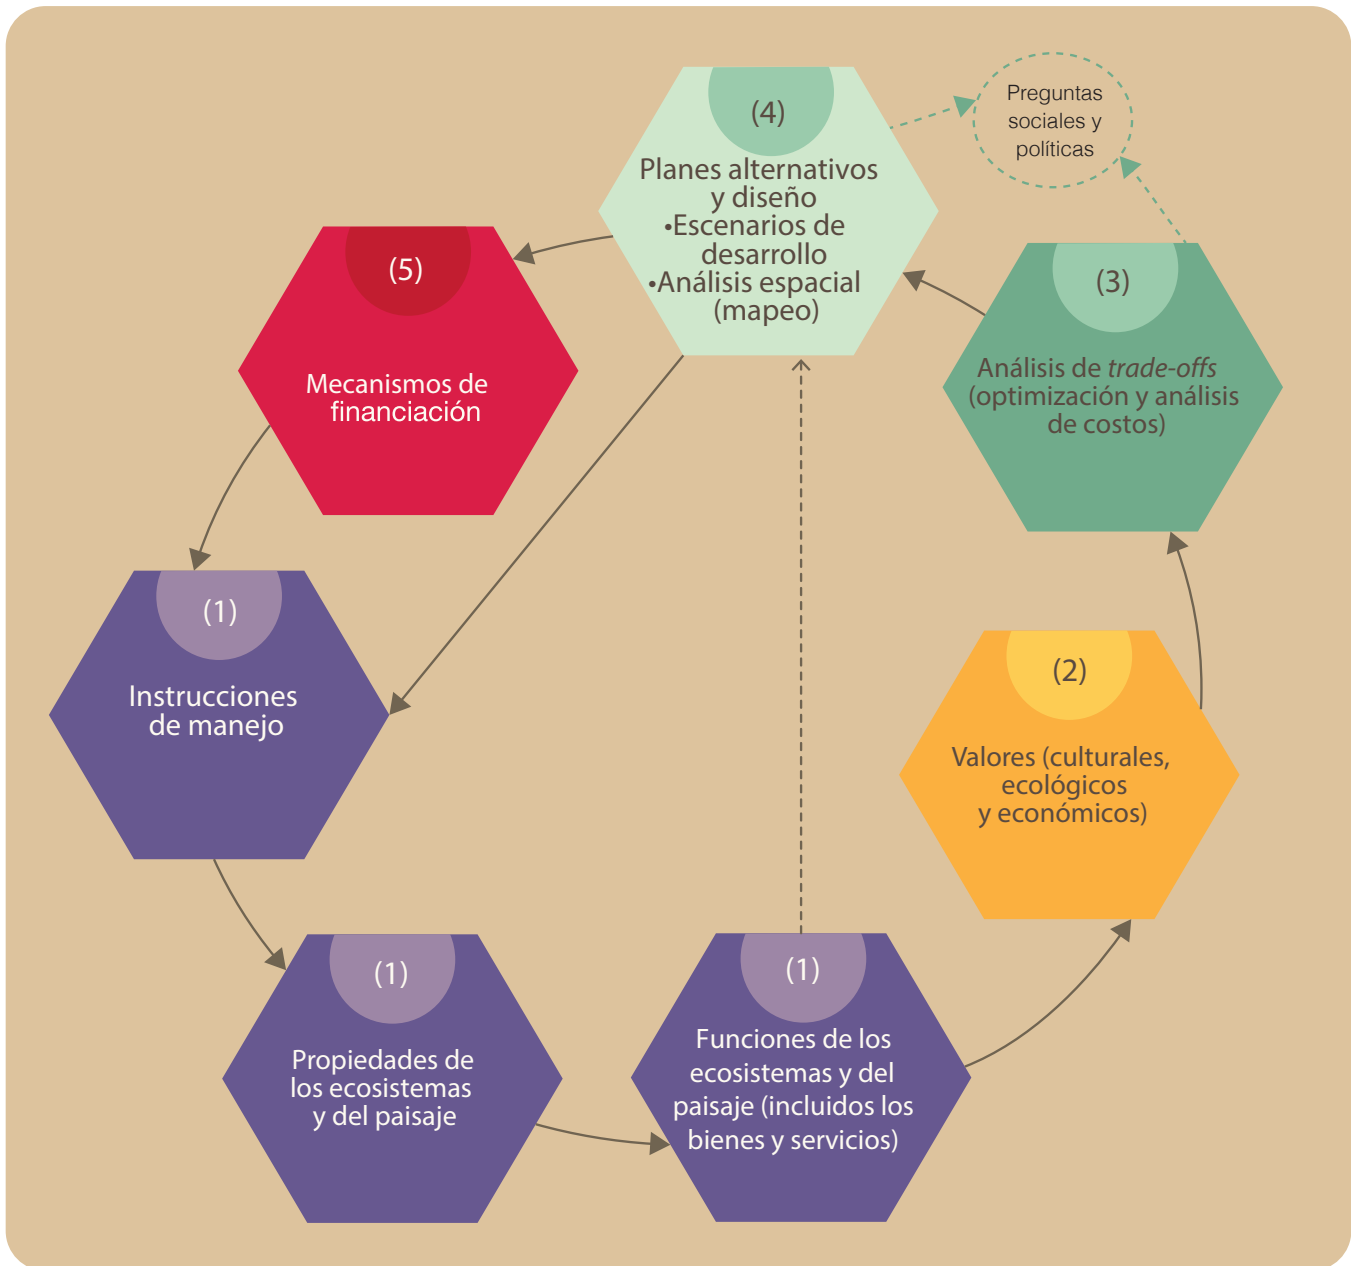 Preguntas
sociales y
políticas
(4)
Planes alternativos
y diseño
•Escenarios de
desarrollo
•Análisis espacial
(mapeo)
(5)
Mecanismos de
financiación
(3)
Análisis de trade-offs
(optimización y análisis
de costos)
(1)
Instrucciones
de manejo
(2)
Valores (culturales,
ecológicos
y económicos)
(1)
Propiedades de
los ecosistemas
y del paisaje
(1)
Funciones de los
ecosistemas y del
paisaje (incluidos los
bienes y servicios)